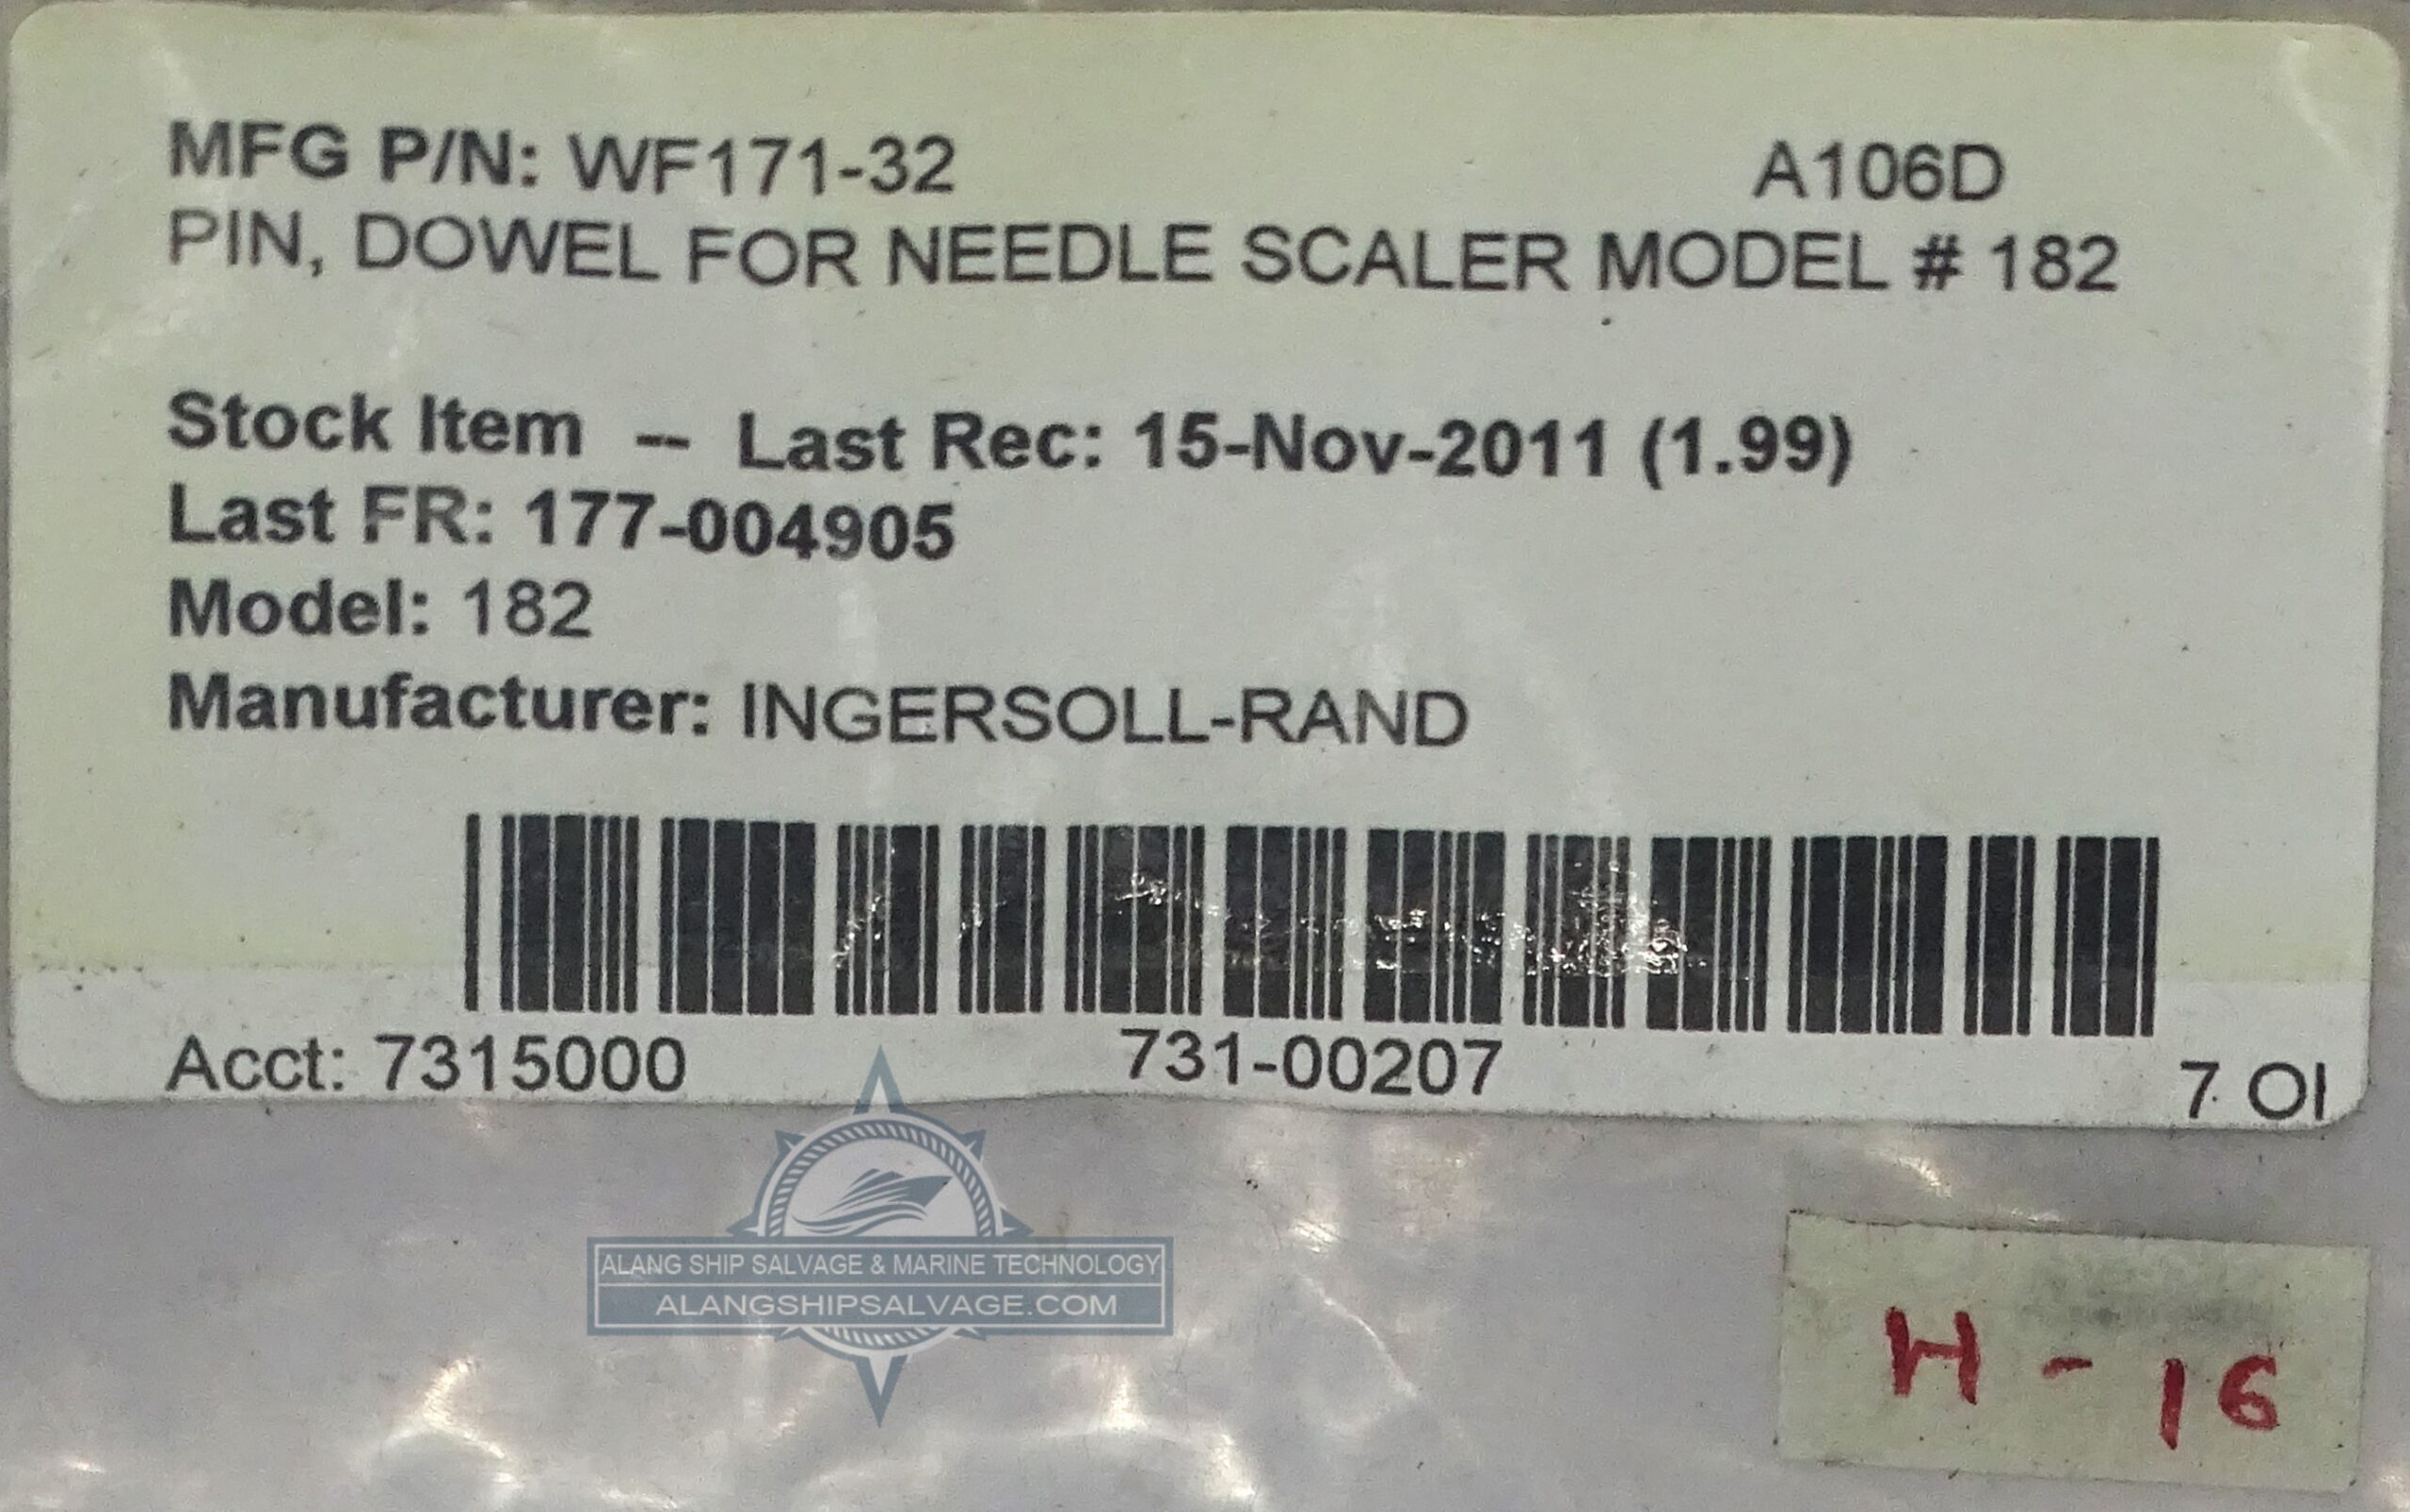 MFG P/N: WF171-32 A106D
PIN, DOWEL FOR NEEDLE SCALER MODEL # 182
Stock Item -- Last Rec: 15-Nov-2011 (1.99)
Last FR: 177-004905
Model: 182
Manufacturer: INGERSOLL-RAND
Acct: 7315000 731-00207 7 OI
ALANG SHIP SALVAGE & MARINE TECHNOLOGY
ALANGSHIPSALVAGE.COM
H - 16